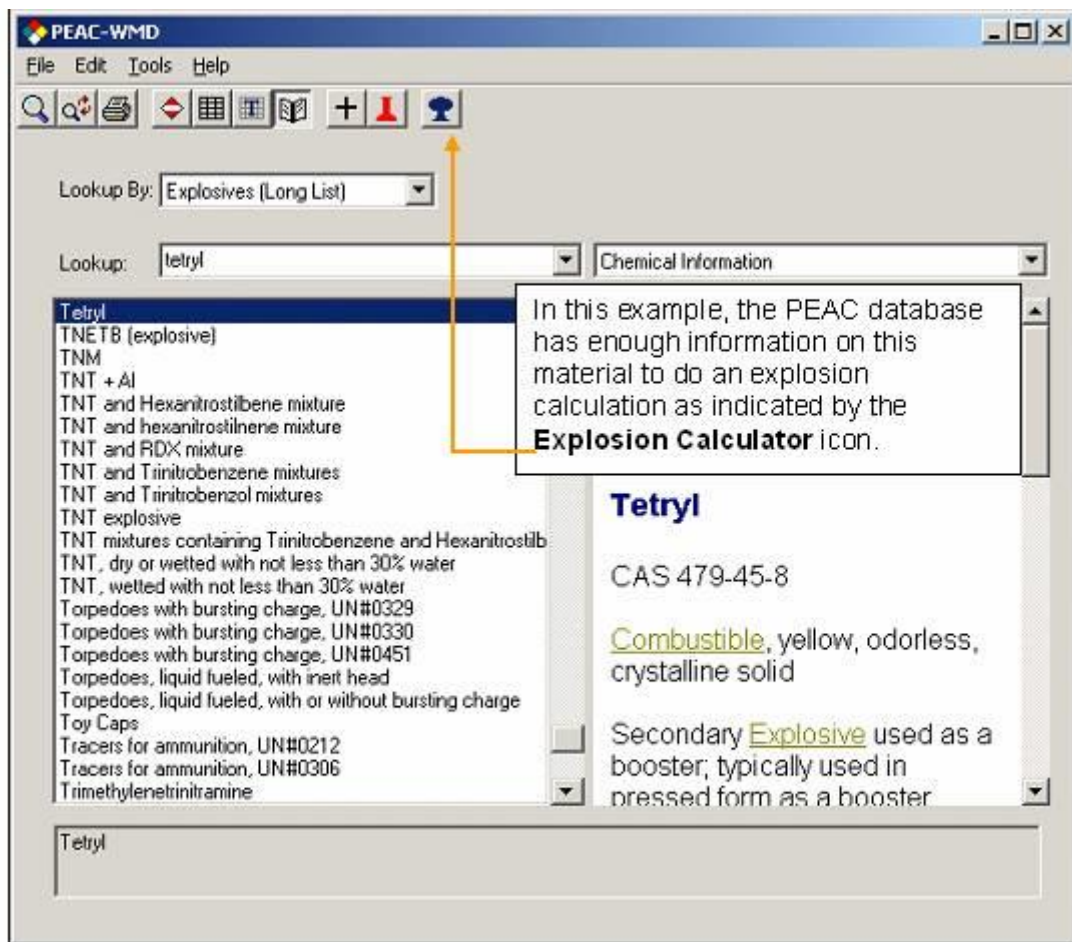 PEAC-WMD
File Edit Tools Help
Lookup By: Explosives (Long List)
Lookup: tetryl
Chemical Information
Tetryl
TNETB (explosive)
TNM
TNT + Al
TNT and Hexanitrostilbene mixture
TNT and hexanitrostilnene mixture
TNT and RDX mixture
TNT and Trinitrobenzene mixtures
TNT and Trinitrobenzol mixtures
TNT explosive
TNT mixtures containing Trinitrobenzene and Hexanitrostilb
TNT, dry or wetted with not less than 30% water
TNT, wetted with not less than 30% water
Torpedoes with bursting charge, UN#0329
Torpedoes with bursting charge, UN#0330
Torpedoes with bursting charge, UN#0451
Torpedoes, liquid fueled, with inert head
Torpedoes, liquid fueled, with or without bursting charge
Toy Caps
Tracers for ammunition, UN#0212
Tracers for ammunition, UN#0306
Trimethylenetrinitramine
In this example, the PEAC database
has enough information on this
material to do an explosion
calculation as indicated by the
Explosion Calculator icon.
Tetryl
CAS 479-45-8
Combustible, yellow, odorless,
crystalline solid
Secondary Explosive used as a
booster; typically used in
pressed form as a booster
Tetryl